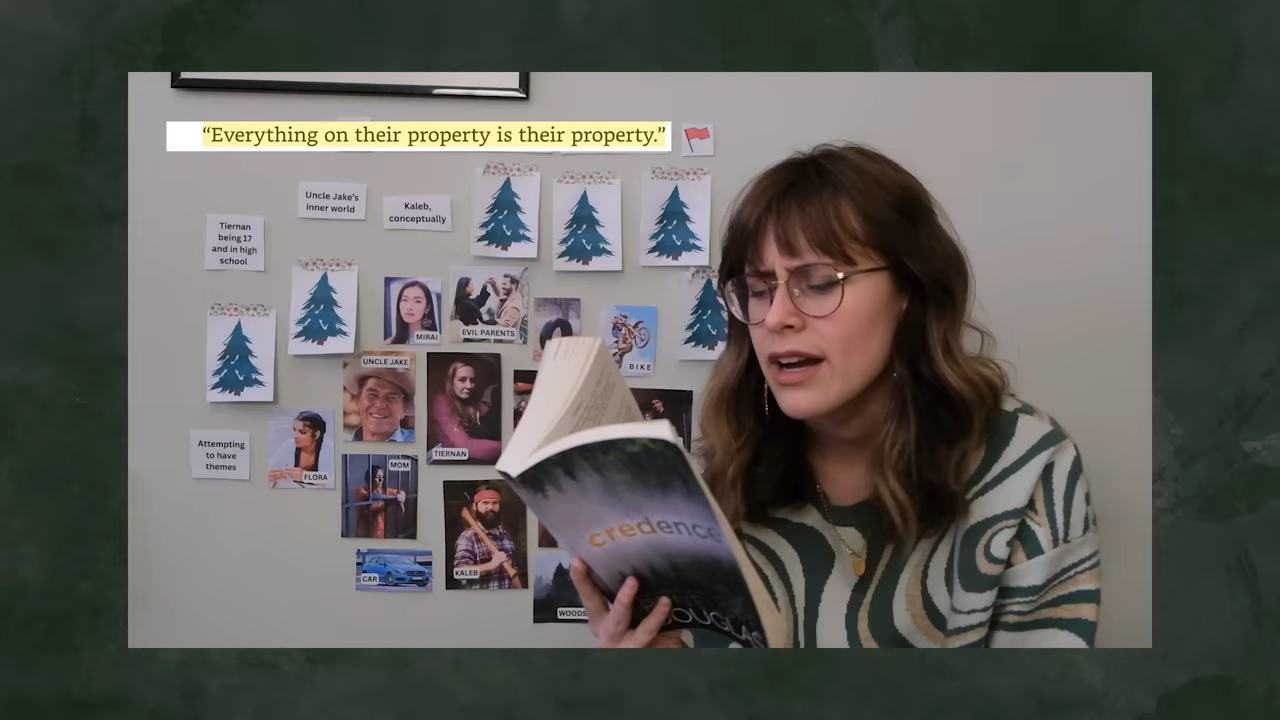 “Everything on their property is their property.”
Uncle Jake's
inner world
Kaleb,
conceptually
Tiernan
being 17
and in high
school
MIRAI
EVIL PARENTS
BIKE
UNCLE JAKE
TIERNAN
Attempting
to have
themes
FLORA
MOM
KALEB
CAR
WOODS
credence
DOUGLAS